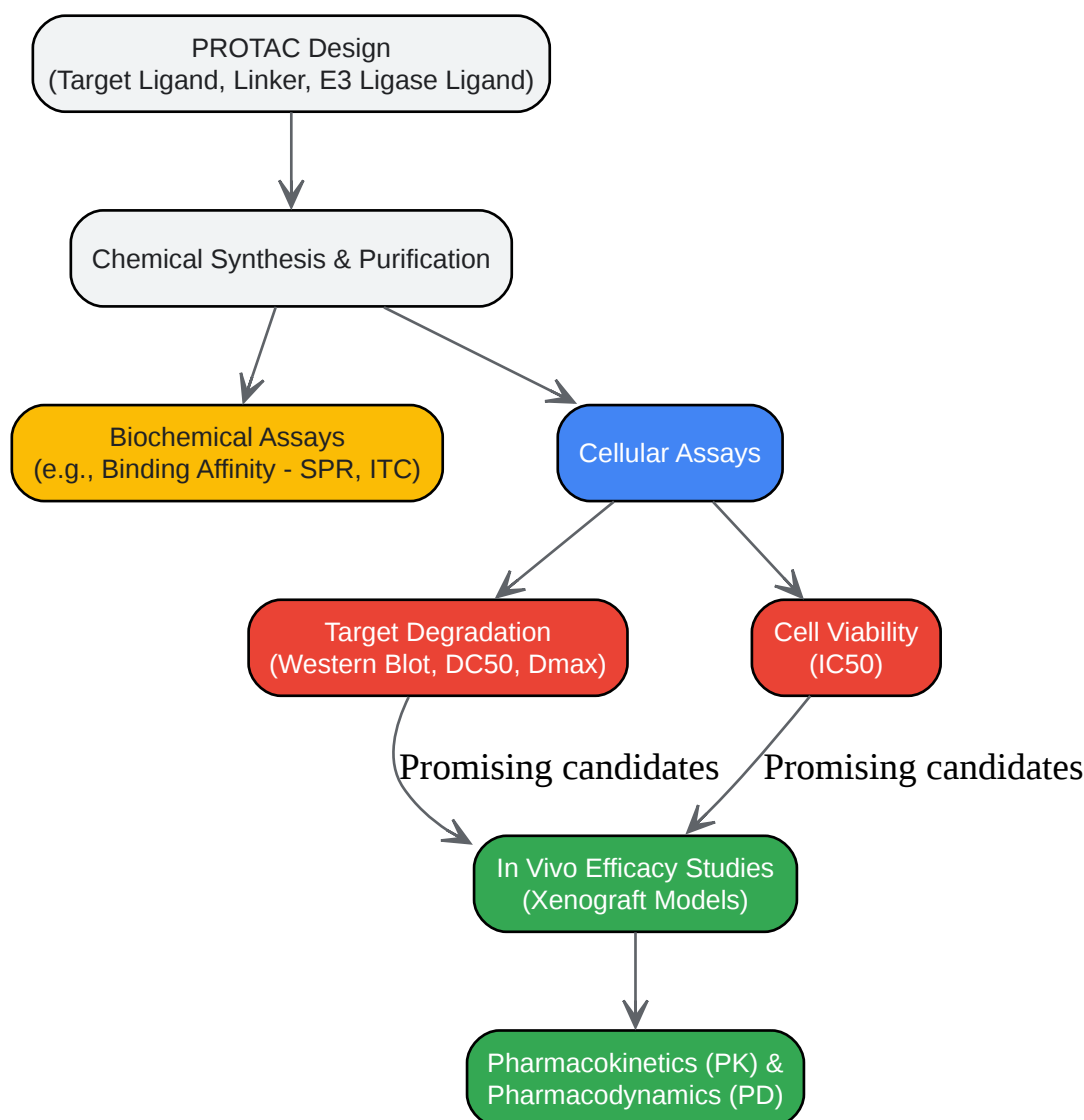 PROTAC Design
(Target Ligand, Linker, E3 Ligase Ligand)
Chemical Synthesis & Purification
Biochemical Assays
(e.g., Binding Affinity - SPR, ITC)
Cellular Assays
Target Degradation
(Western Blot, DC50, Dmax)
Cell Viability
(IC50)
Promising candidates
Promising candidates
In Vivo Efficacy Studies
(Xenograft Models)
Pharmacokinetics (PK) &
Pharmacodynamics (PD)